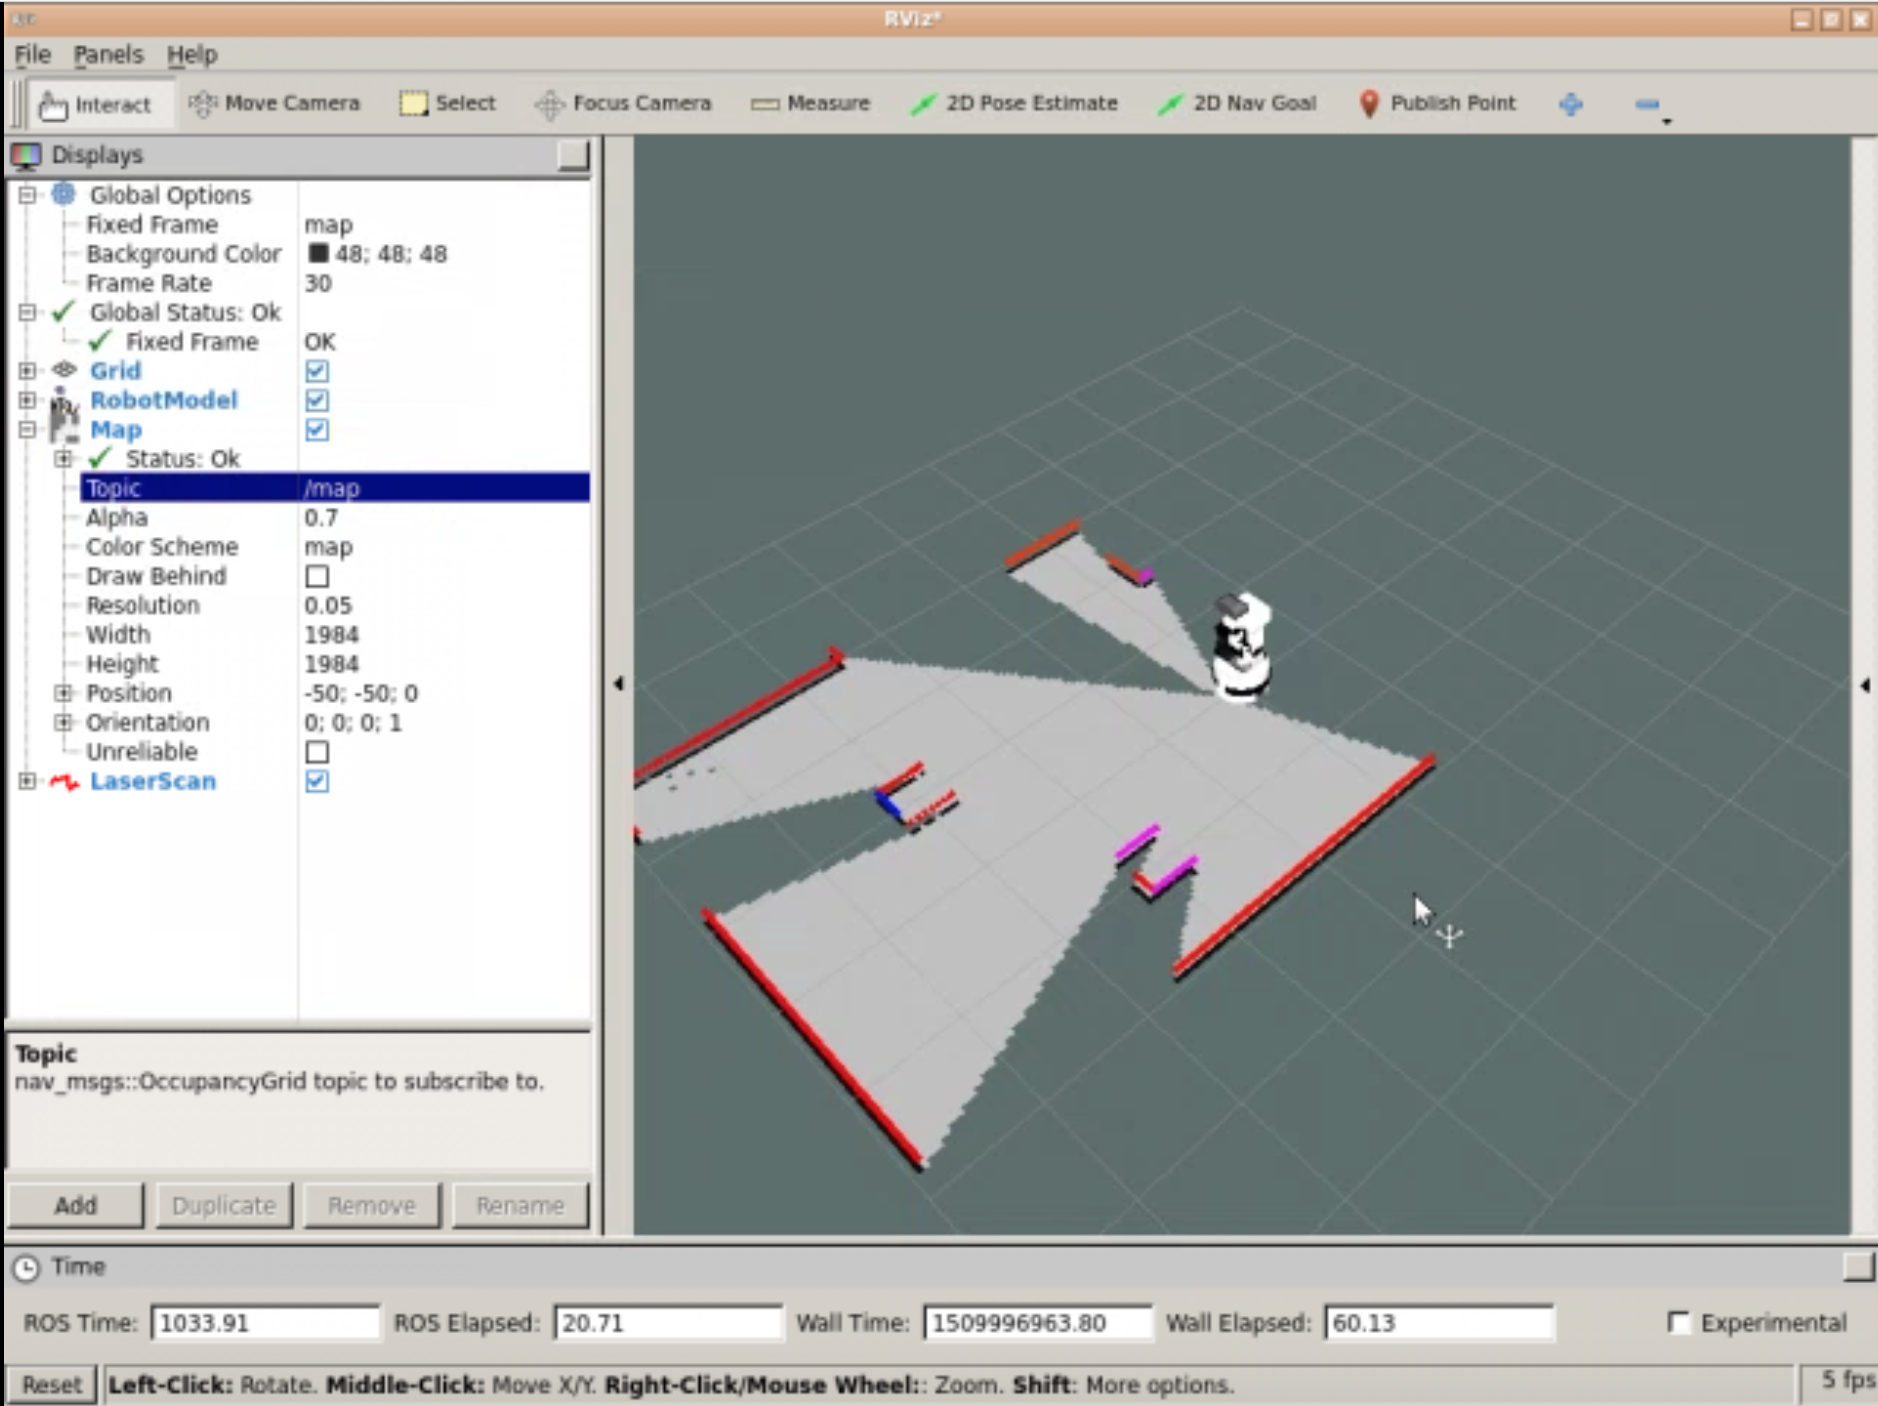 RViz*
File Panels Help
Interact Move Camera Select Focus Camera Measure 2D Pose Estimate 2D Nav Goal Publish Point
Displays
Global Options
Fixed Frame map
Background Color 48; 48; 48
Frame Rate 30
Global Status: Ok
Fixed Frame OK
Grid
RobotModel
Map
Status: Ok
Topic /map
Alpha 0.7
Color Scheme map
Draw Behind
Resolution 0.05
Width 1984
Height 1984
Position -50; -50; 0
Orientation 0; 0; 0; 1
Unreliable
LaserScan
Topic
nav_msgs::OccupancyGrid topic to subscribe to.
Add Duplicate Remove Rename
Time
ROS Time: 1033.91 ROS Elapsed: 20.71 Wall Time: 1509996963.80 Wall Elapsed: 60.13 Experimental
Reset Left-Click: Rotate. Middle-Click: Move X/Y. Right-Click/Mouse Wheel:: Zoom. Shift: More options. 5 fps